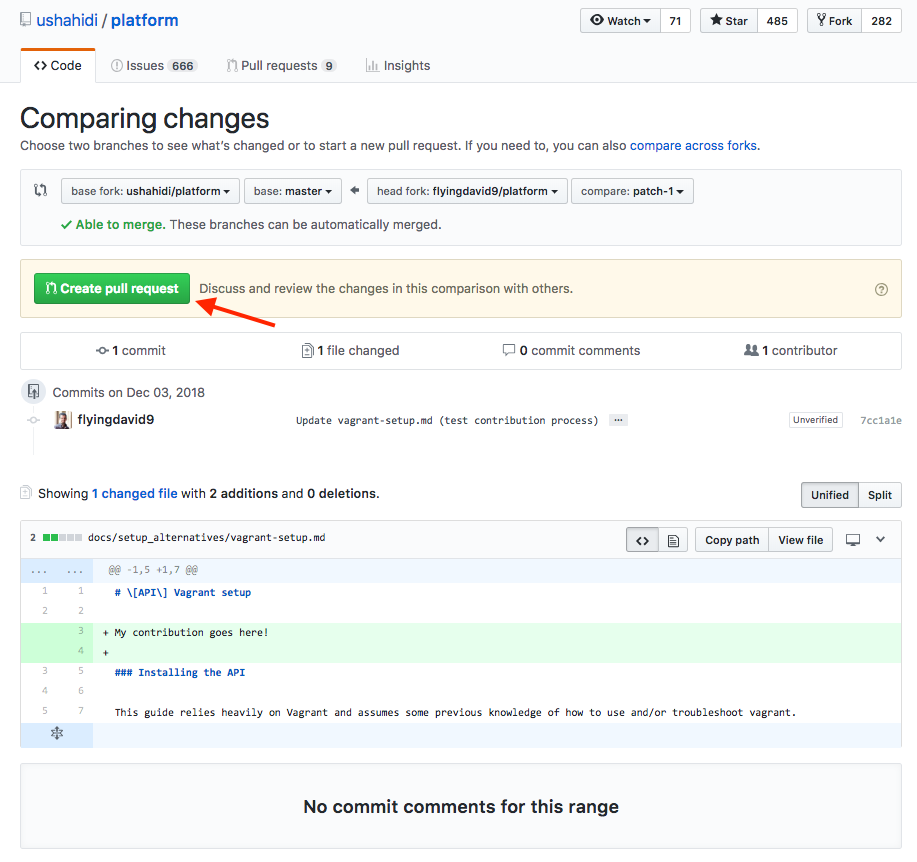 ushahidi / platform
Watch 71 Star 485 Fork 282
Code Issues 666 Pull requests 9 Insights
Comparing changes
Choose two branches to see what's changed or to start a new pull request. If you need to, you can also compare across forks.
base fork: ushahidi/platform base: master head fork: flyingdavid9/platform compare: patch-1
Able to merge. These branches can be automatically merged.
Create pull request Discuss and review the changes in this comparison with others.
1 commit 1 file changed 0 commit comments 1 contributor
Commits on Dec 03, 2018
flyingdavid9 Update vagrant-setup.md (test contribution process) ... Unverified 7cc1a1e
Showing 1 changed file with 2 additions and 0 deletions. Unified Split
2 docs/setup_alternatives/vagrant-setup.md <> Copy path View file
... ... @@ -1,5 +1,7 @@
1 1 # \[API\] Vagrant setup
2 2
3 + My contribution goes here!
4 +
3 5 ### Installing the API
4 6
5 7 This guide relies heavily on Vagrant and assumes some previous knowledge of how to use and/or troubleshoot vagrant.
No commit comments for this range